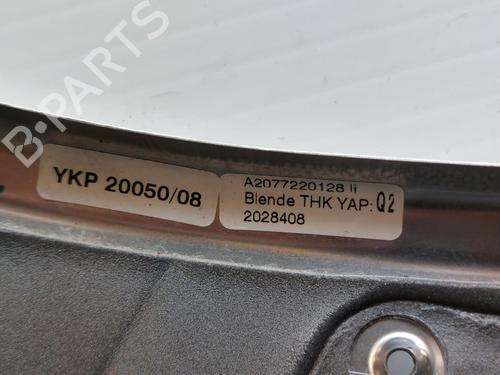 B-PARTS
YKP 20050/08
A2077220128 li
Blende THK YAP: Q2
2028408